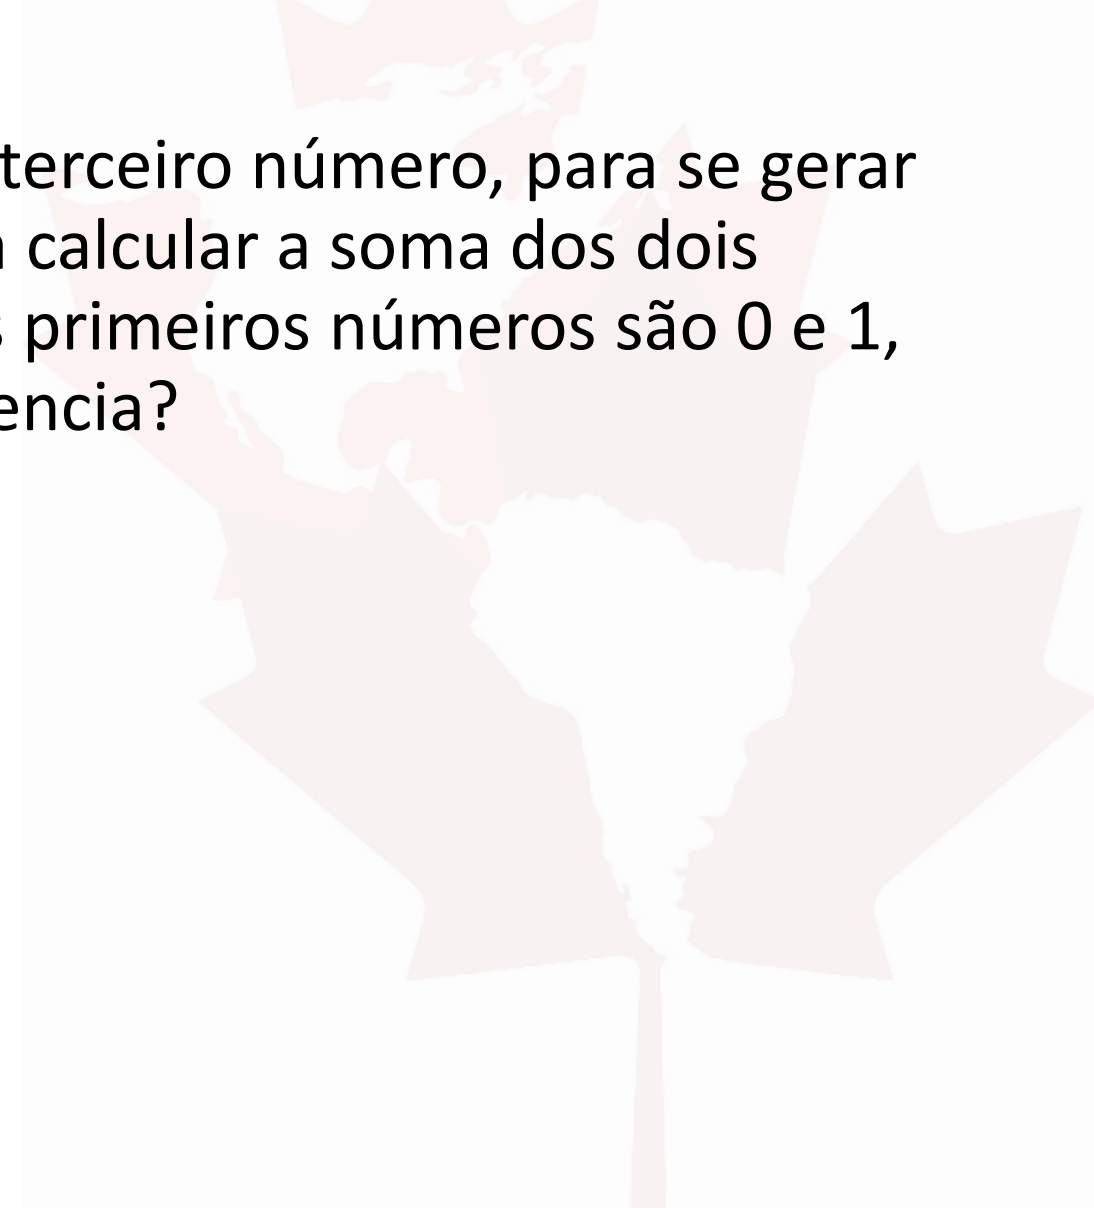 terceiro número, para se gerar
calcular a soma dos dois
primeiros números são 0 e 1,
encia?